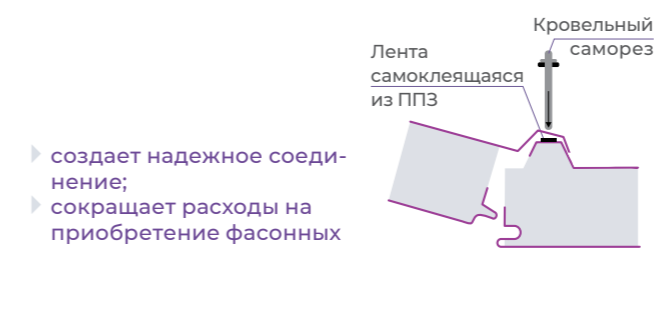 Кровельный
саморез
Лента
самоклеящаяся
из ППЗ
создает надежное соеди-
нение;
сокращает расходы на
приобретение фасонных